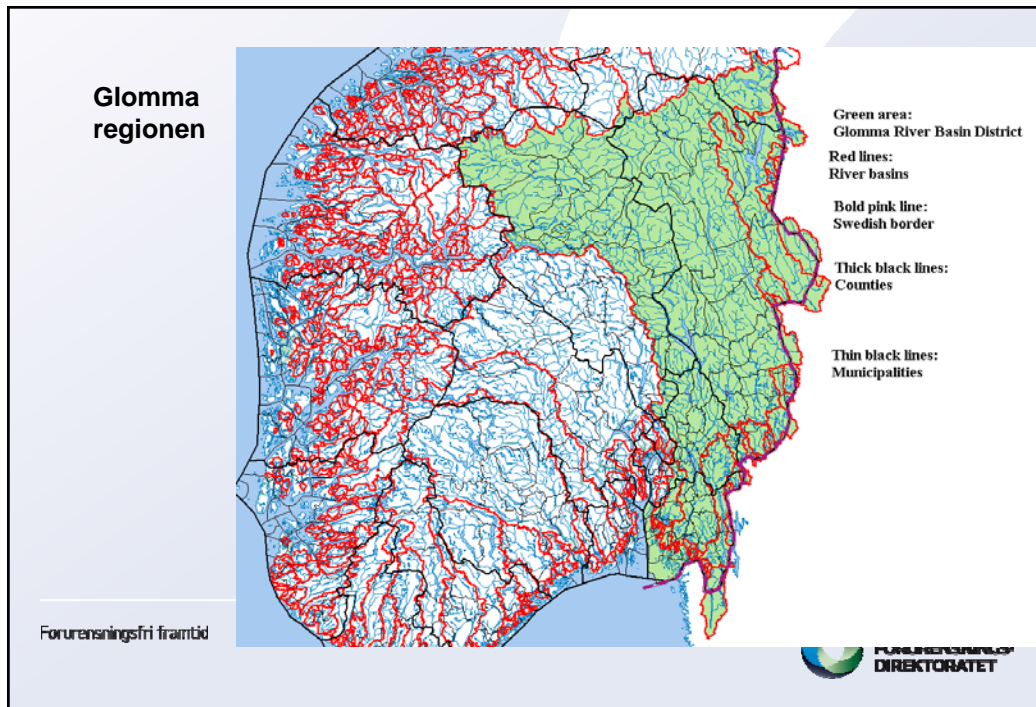 Glomma
regionen
Green area:
Glomma River Basin District
Red lines:
River basins
Bold pink line:
Swedish border
Thick black lines:
Counties
Thin black lines:
Municipalities
Forurensningsfri framtid
FORURENSNINGS-
DIREKTORATET